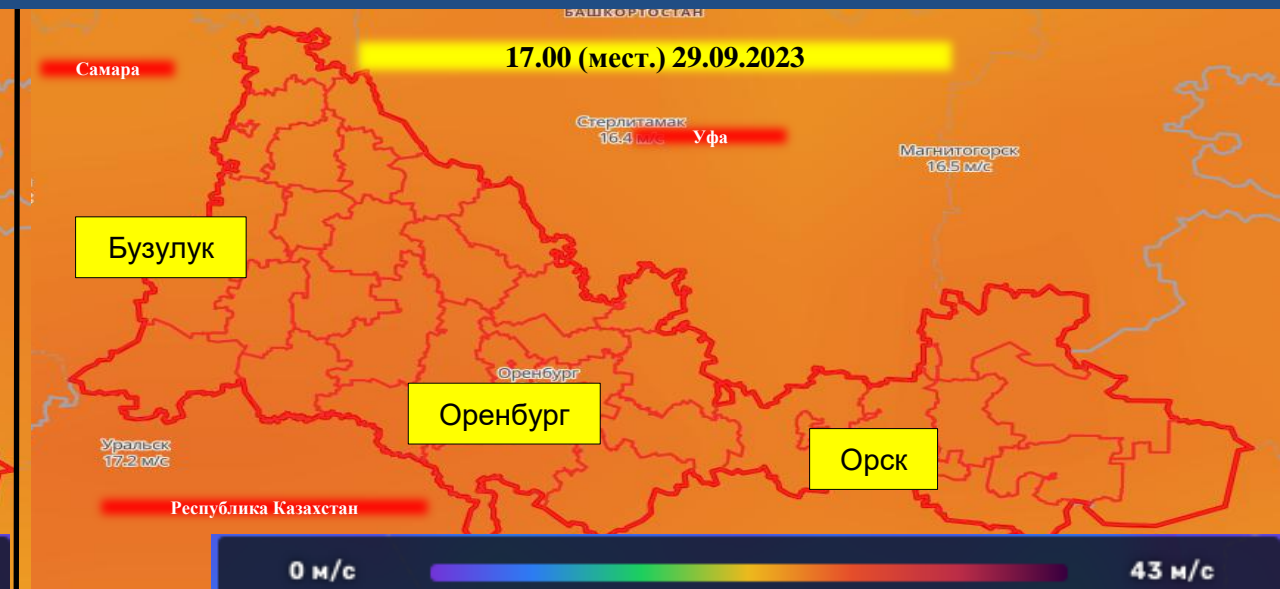 БАШКОРТОСТАН
17.00 (мест.) 29.09.2023
Самара
Стерлитамак
16.4 м/с
Уфа
Магнитогорск
16.5 м/с
Бузулук
Оренбург
Оренбург
Орск
Уральск
17.2 м/с
Республика Казахстан
0 м/с
43 м/с